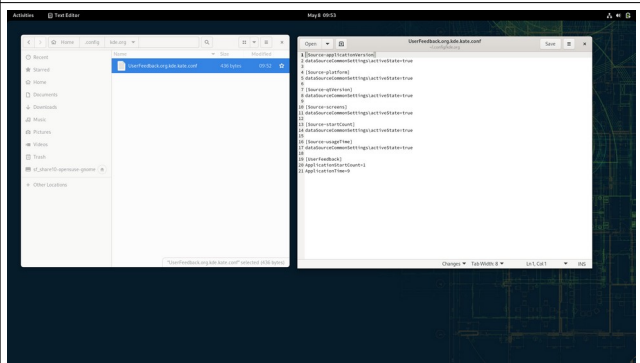 Activities
Text Editor
May 8 09:53
Home
.config
kde.org
Name
Size
Modified
Recent
Starred
Home
Documents
Downloads
Music
Pictures
Videos
Trash
Other Locations
UserFeedback.org.kde.kate.conf
436 bytes
09:52
"UserFeedback.org.kde.kate.conf" selected (436 bytes)
Open
UserFeedback.org.kde.kate.conf
~/.config/kde.org
Save
1 [Source-applicationVersion]
2 dataSourceCommonSettings\activeState=true
3
4 [Source-platform]
5 dataSourceCommonSettings\activeState=true
6
7 [Source-qtVersion]
8 dataSourceCommonSettings\activeState=true
9
10 [Source-screens]
11 dataSourceCommonSettings\activeState=true
12
13 [Source-startCount]
14 dataSourceCommonSettings\activeState=true
15
16 [Source-usageTime]
17 dataSourceCommonSettings\activeState=true
18
19 [UserFeedback]
20 ApplicationStartCount=1
Changes
Tab Width: 8
Ln 1, Col 1
INS